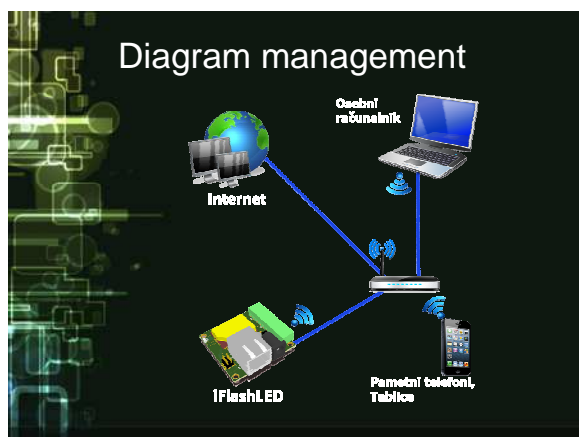 Diagram management
Osebni
računalnik
Internet
iFlashLED
Pametni telefoni,
Tablice